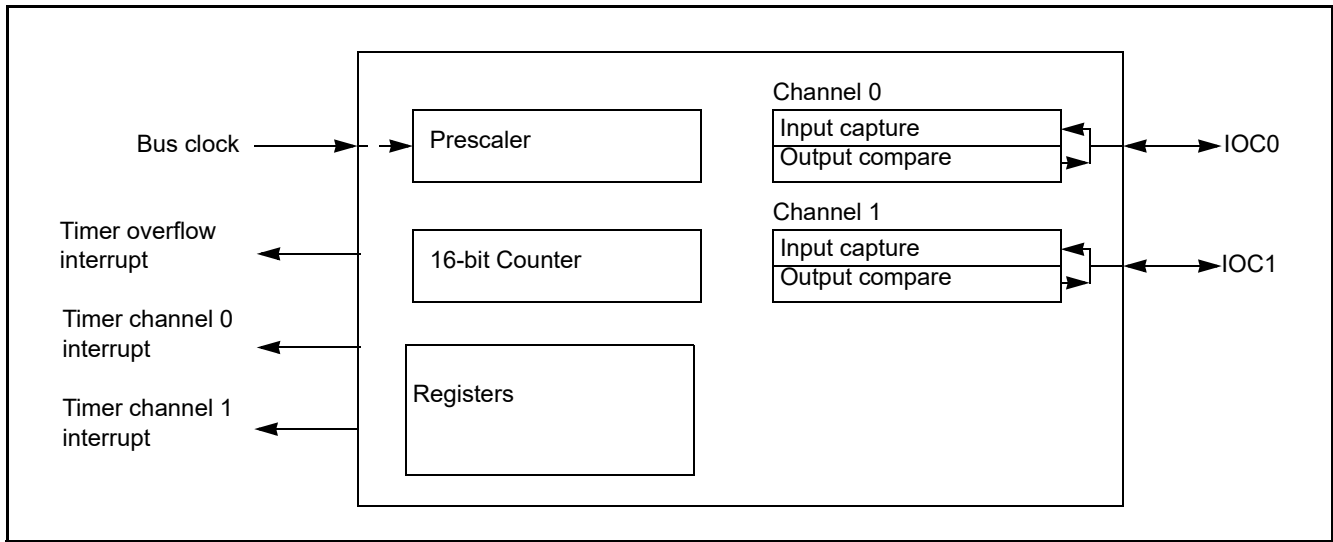 Bus clock
Timer overflow
interrupt
Timer channel 0
interrupt
Timer channel 1
interrupt
Prescaler
16-bit Counter
Registers
Channel 0
Input capture
Output compare
Channel 1
Input capture
Output compare
IOC0
IOC1